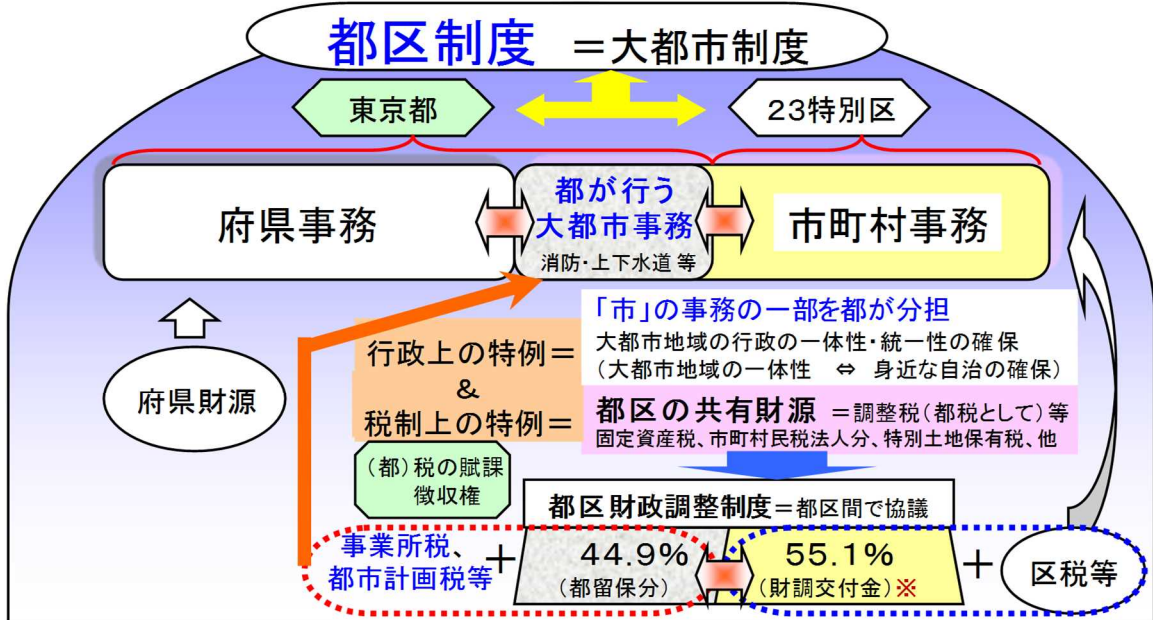 都区制度 =大都市制度
東京都
23特別区
府県事務
都が行う
大都市事務
消防・上下水道 等
市町村事務
「市」の事務の一部を都が分担
大都市地域の行政の一体性・統一性の確保
(大都市地域の一体性 ⇔ 身近な自治の確保)
行政上の特例=
&
税制上の特例=
府県財源
都区の共有財源 =調整税(都税として)等
固定資産税、市町村民税法人分、特別土地保有税、他
(都)税の賦課
徴収権
都区財政調整制度=都区間で協議
事業所税、
都市計画税等
+
44.9%
(都留保分)
55.1%
(財調交付金)※
+
区税等